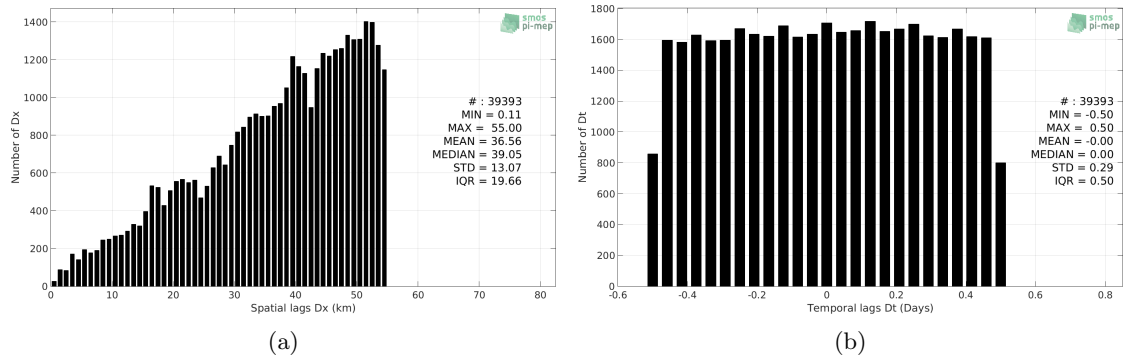 1400
1200
1000
800
600
400
200
0
Number of Dx
0 10 20 30 40 50 60 70 80
Spatial lags Dx (km)
smos
pi-mep
# : 39393
MIN = 0.11
MAX = 55.00
MEAN = 36.56
MEDIAN = 39.05
STD = 13.07
IQR = 19.66
(a)
1800
1600
1400
1200
1000
800
600
400
200
0
Number of Dt
-0.6 -0.4 -0.2 0 0.2 0.4 0.6 0.8
Temporal lags Dt (Days)
smos
pi-mep
# : 39393
MIN = -0.50
MAX = 0.50
MEAN = -0.00
MEDIAN = 0.00
STD = 0.29
IQR = 0.50
(b)